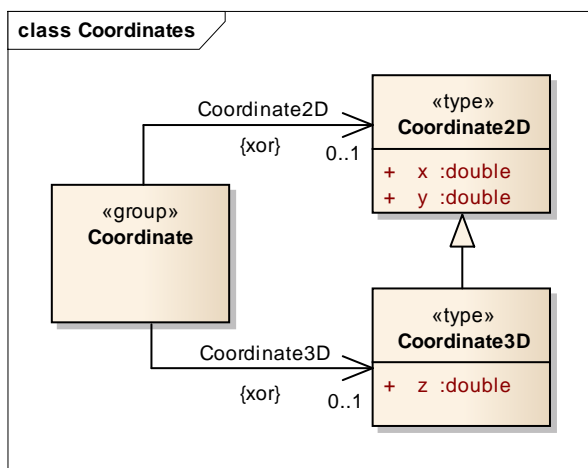 class Coordinates
Coordinate2D
{xor}
0..1
«type»
Coordinate2D
+ x :double
+ y :double
«group»
Coordinate
Coordinate3D
{xor}
0..1
«type»
Coordinate3D
+ z :double